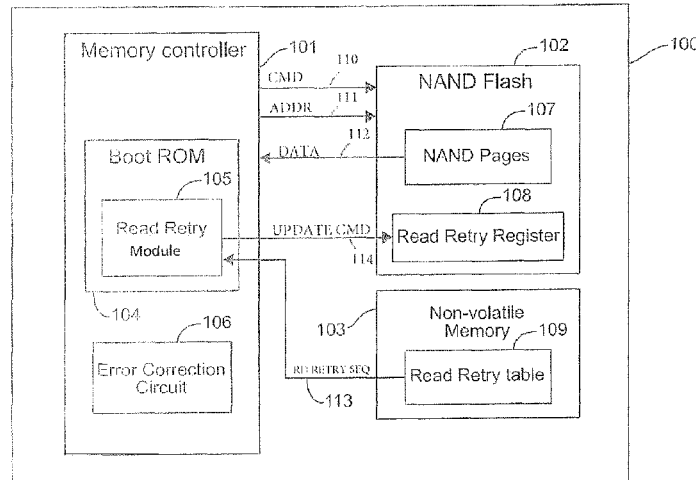 100
Memory controller
101
CMD
110
ADDR
111
DATA
112
102
NAND Flash
107
NAND Pages
108
Read Retry Register
Boot ROM
105
Read Retry
Module
104
UPDATE CMD
114
106
Error Correction
Circuit
103
Non-volatile
Memory
109
Read Retry table
RD RETRY SEQ
113